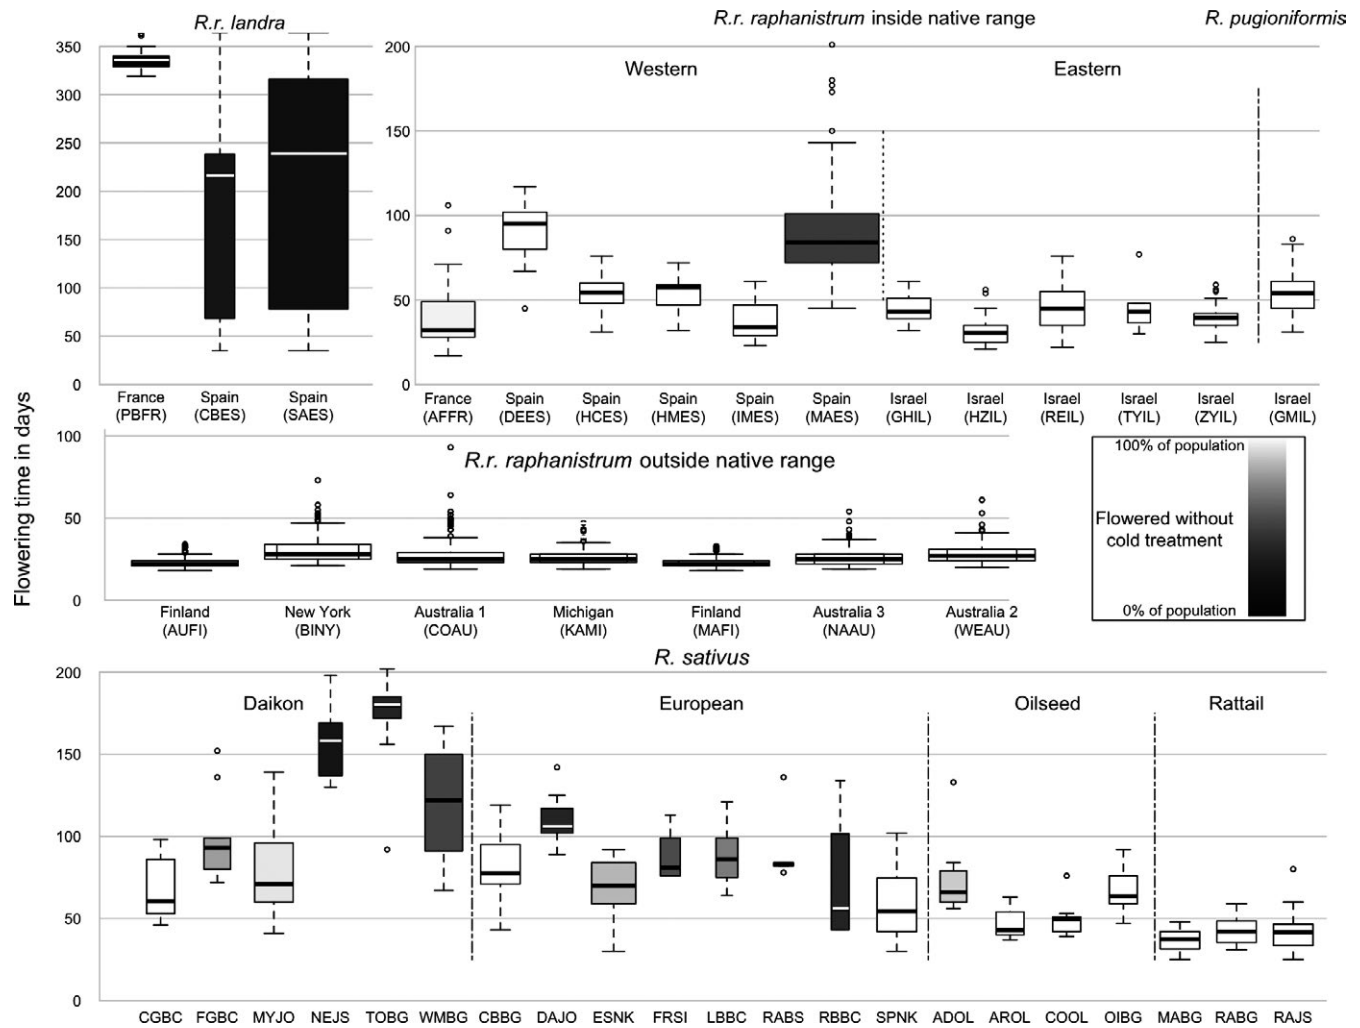 R.r. landra
R.r. raphanistrum inside native range
R. pugioniformis
Western
Eastern
350
300
250
200
150
100
50
0
200
150
100
50
0
France
(PBFR)
Spain
(CBES)
Spain
(SAES)
France
(AFFR)
Spain
(DEES)
Spain
(HCES)
Spain
(HMES)
Spain
(IMES)
Spain
(MAES)
Israel
(GHIL)
Israel
(HZIL)
Israel
(REIL)
Israel
(TYIL)
Israel
(ZYIL)
Israel
(GMIL)
Flowering time in days
R.r. raphanistrum outside native range
100
50
0
Finland
(AUFI)
New York
(BINY)
Australia 1
(COAU)
Michigan
(KAMI)
Finland
(MAFI)
Australia 3
(NAAU)
Australia 2
(WEAU)
100% of population
Flowered without
cold treatment
0% of population
R. sativus
Daikon
European
Oilseed
Rattail
200
150
100
50
0
CGBC FGBC MYJO NEJS TOBG WMBG CBBG DAJO ESNK FRSI LBBC RABS RBBC SPNK ADOL AROL COOL OIBG MABG RABG RAJS